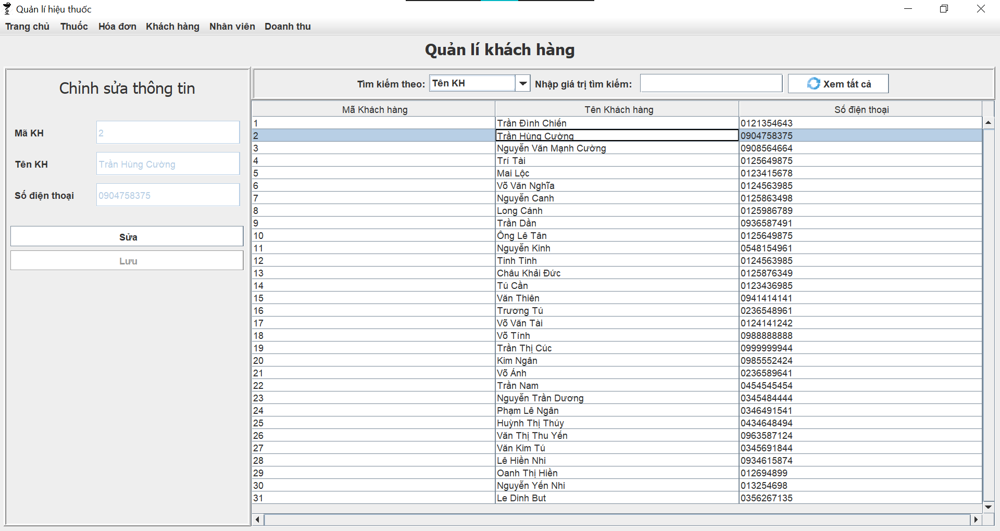 Quản lí hiệu thuốc
Trang chủ Thuốc Hóa đơn Khách hàng Nhân viên Doanh thu
Quản lí khách hàng
Chỉnh sửa thông tin
Mã KH 2
Tên KH Trần Hùng Cường
Số điện thoại 0904758375
Sửa
Lưu
Tìm kiếm theo: Tên KH Nhập giá trị tìm kiếm: Xem tất cả
Mã Khách hàng Tên Khách hàng Số điện thoại
1 Trần Đình Chiến 0121354643
2 Trần Hùng Cường 0904758375
3 Nguyễn Văn Mạnh Cường 0908564664
4 Trí Tài 0125649875
5 Mai Lộc 0123415678
6 Võ Văn Nghĩa 0124563985
7 Nguyễn Canh 0125863498
8 Long Cánh 0125986789
9 Trần Dần 0936587491
10 Ông Lê Tân 0125649875
11 Nguyễn Kinh 0548154961
12 Tinh Tinh 0124563985
13 Châu Khải Đức 0125876349
14 Tú Cần 0123436985
15 Văn Thiên 0941414141
16 Trương Tú 0236548961
17 Võ Văn Tài 0124141242
18 Võ Tính 0988888888
19 Trần Thị Cúc 0999999944
20 Kim Ngân 0985552424
21 Võ Ánh 0236589641
22 Trần Nam 0454545454
23 Nguyễn Trần Dương 0345484444
24 Phạm Lê Ngân 0346491541
25 Huỳnh Thị Thúy 0434648494
26 Văn Thị Thu Yến 0963587124
27 Văn Kim Tú 0345691844
28 Lê Hiền Nhi 0934615874
29 Oanh Thị Hiền 012694899
30 Nguyễn Yến Nhi 013254698
31 Le Dinh But 0356267135